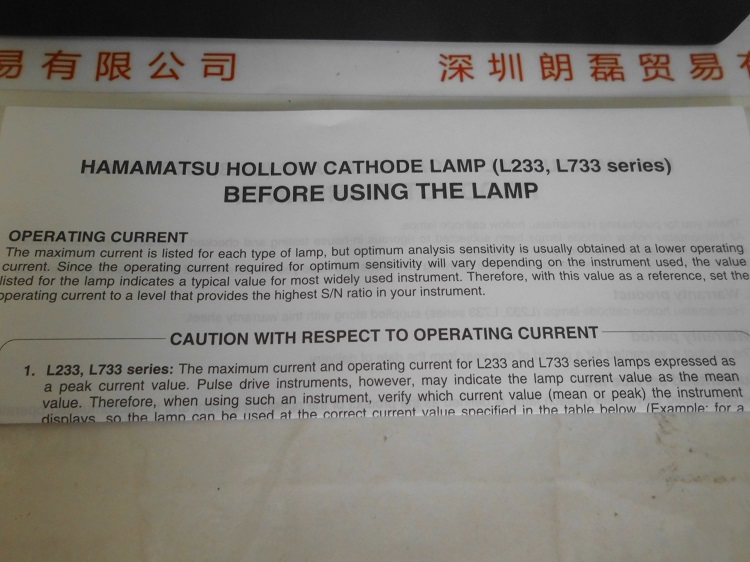 易有限公司 深圳朗磊贸易有
HAMAMATSU HOLLOW CATHODE LAMP (L233, L733 series)
BEFORE USING THE LAMP
OPERATING CURRENT
The maximum current is listed for each type of lamp, but optimum analysis sensitivity is usually obtained at a lower operating
current. Since the operating current required for optimum sensitivity will vary depending on the instrument used, the value
listed for the lamp indicates a typical value for most widely used instrument. Therefore, with this value as a reference, set the
operating current to a level that provides the highest S/N ratio in your instrument.
CAUTION WITH RESPECT TO OPERATING CURRENT
1. L233, L733 series: The maximum current and operating current for L233 and L733 series lamps expressed as
a peak current value. Pulse drive instruments, however, may indicate the lamp current value as the mean
value. Therefore, when using such an instrument, verify which current value (mean or peak) the instrument
displays, so the lamp can be used at the correct current value specified in the table below. (Example: for a